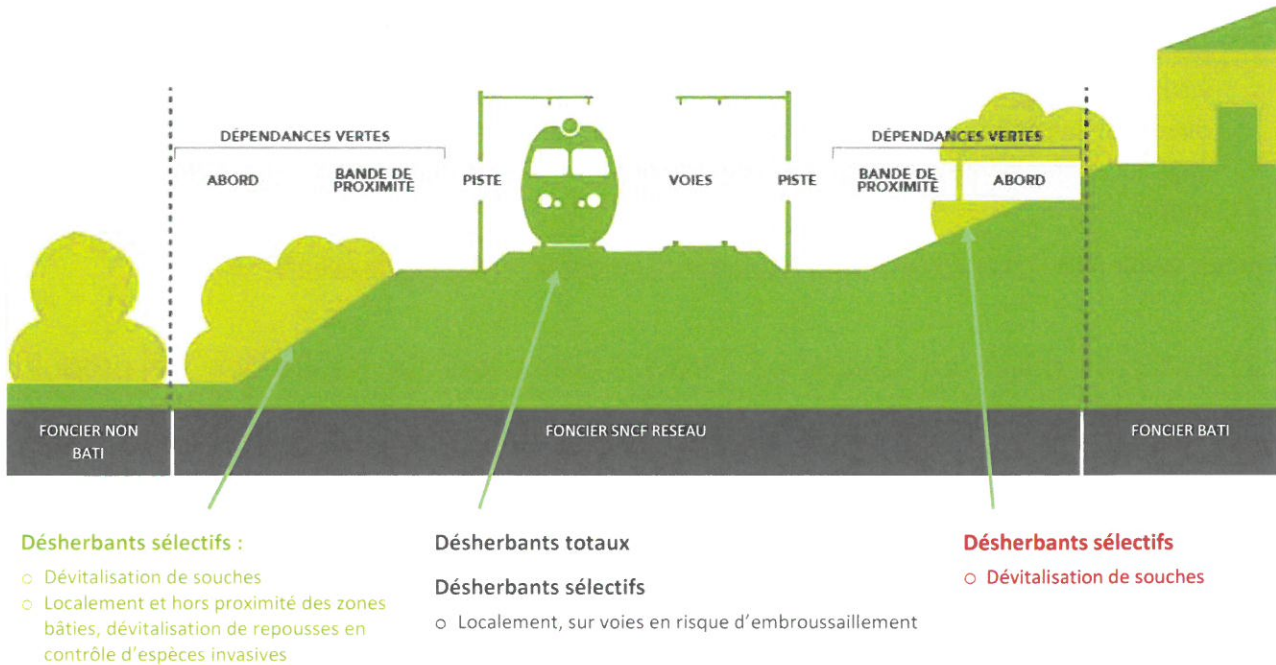 DÉPENDANCES VERTES
DÉPENDANCES VERTES
ABORD
BANDE DE
PROXIMITÉ
PISTE
VOIES
PISTE
BANDE DE
PROXIMITÉ
ABORD
FONCIER NON
BATI
FONCIER SNCF RESEAU
FONCIER BATI
Désherbants sélectifs :
○ Dévitalisation de souches
○ Localement et hors proximité des zones
bâties, dévitalisation de repousses en
contrôle d'espèces invasives
Désherbants totaux
Désherbants sélectifs
○ Localement, sur voies en risque d'embroussaillement
Désherbants sélectifs
○ Dévitalisation de souches